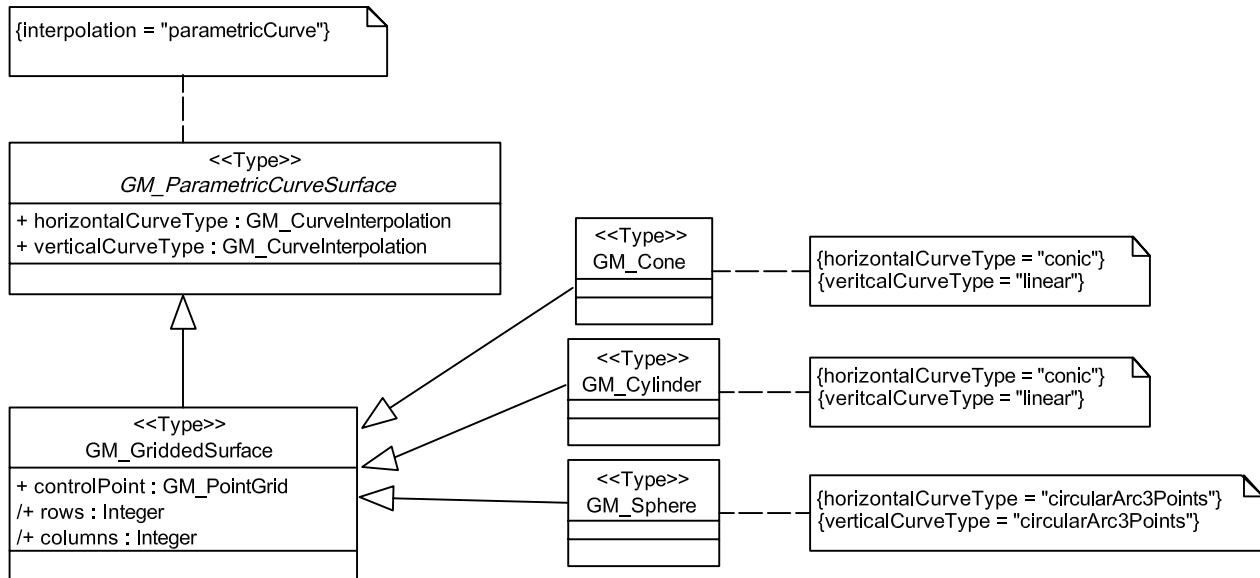 {interpolation = "parametricCurve"}
<<Type>>
GM_ParametricCurveSurface
+ horizontalCurveType : GM_CurveInterpolation
+ verticalCurveType : GM_CurveInterpolation
<<Type>>
GM_Cone
{horizontalCurveType = "conic"}
{veritcalCurveType = "linear"}
<<Type>>
GM_Cylinder
{horizontalCurveType = "conic"}
{veritcalCurveType = "linear"}
<<Type>>
GM_GriddedSurface
+ controlPoint : GM_PointGrid
/+ rows : Integer
/+ columns : Integer
<<Type>>
GM_Sphere
{horizontalCurveType = "circularArc3Points"}
{verticalCurveType = "circularArc3Points"}